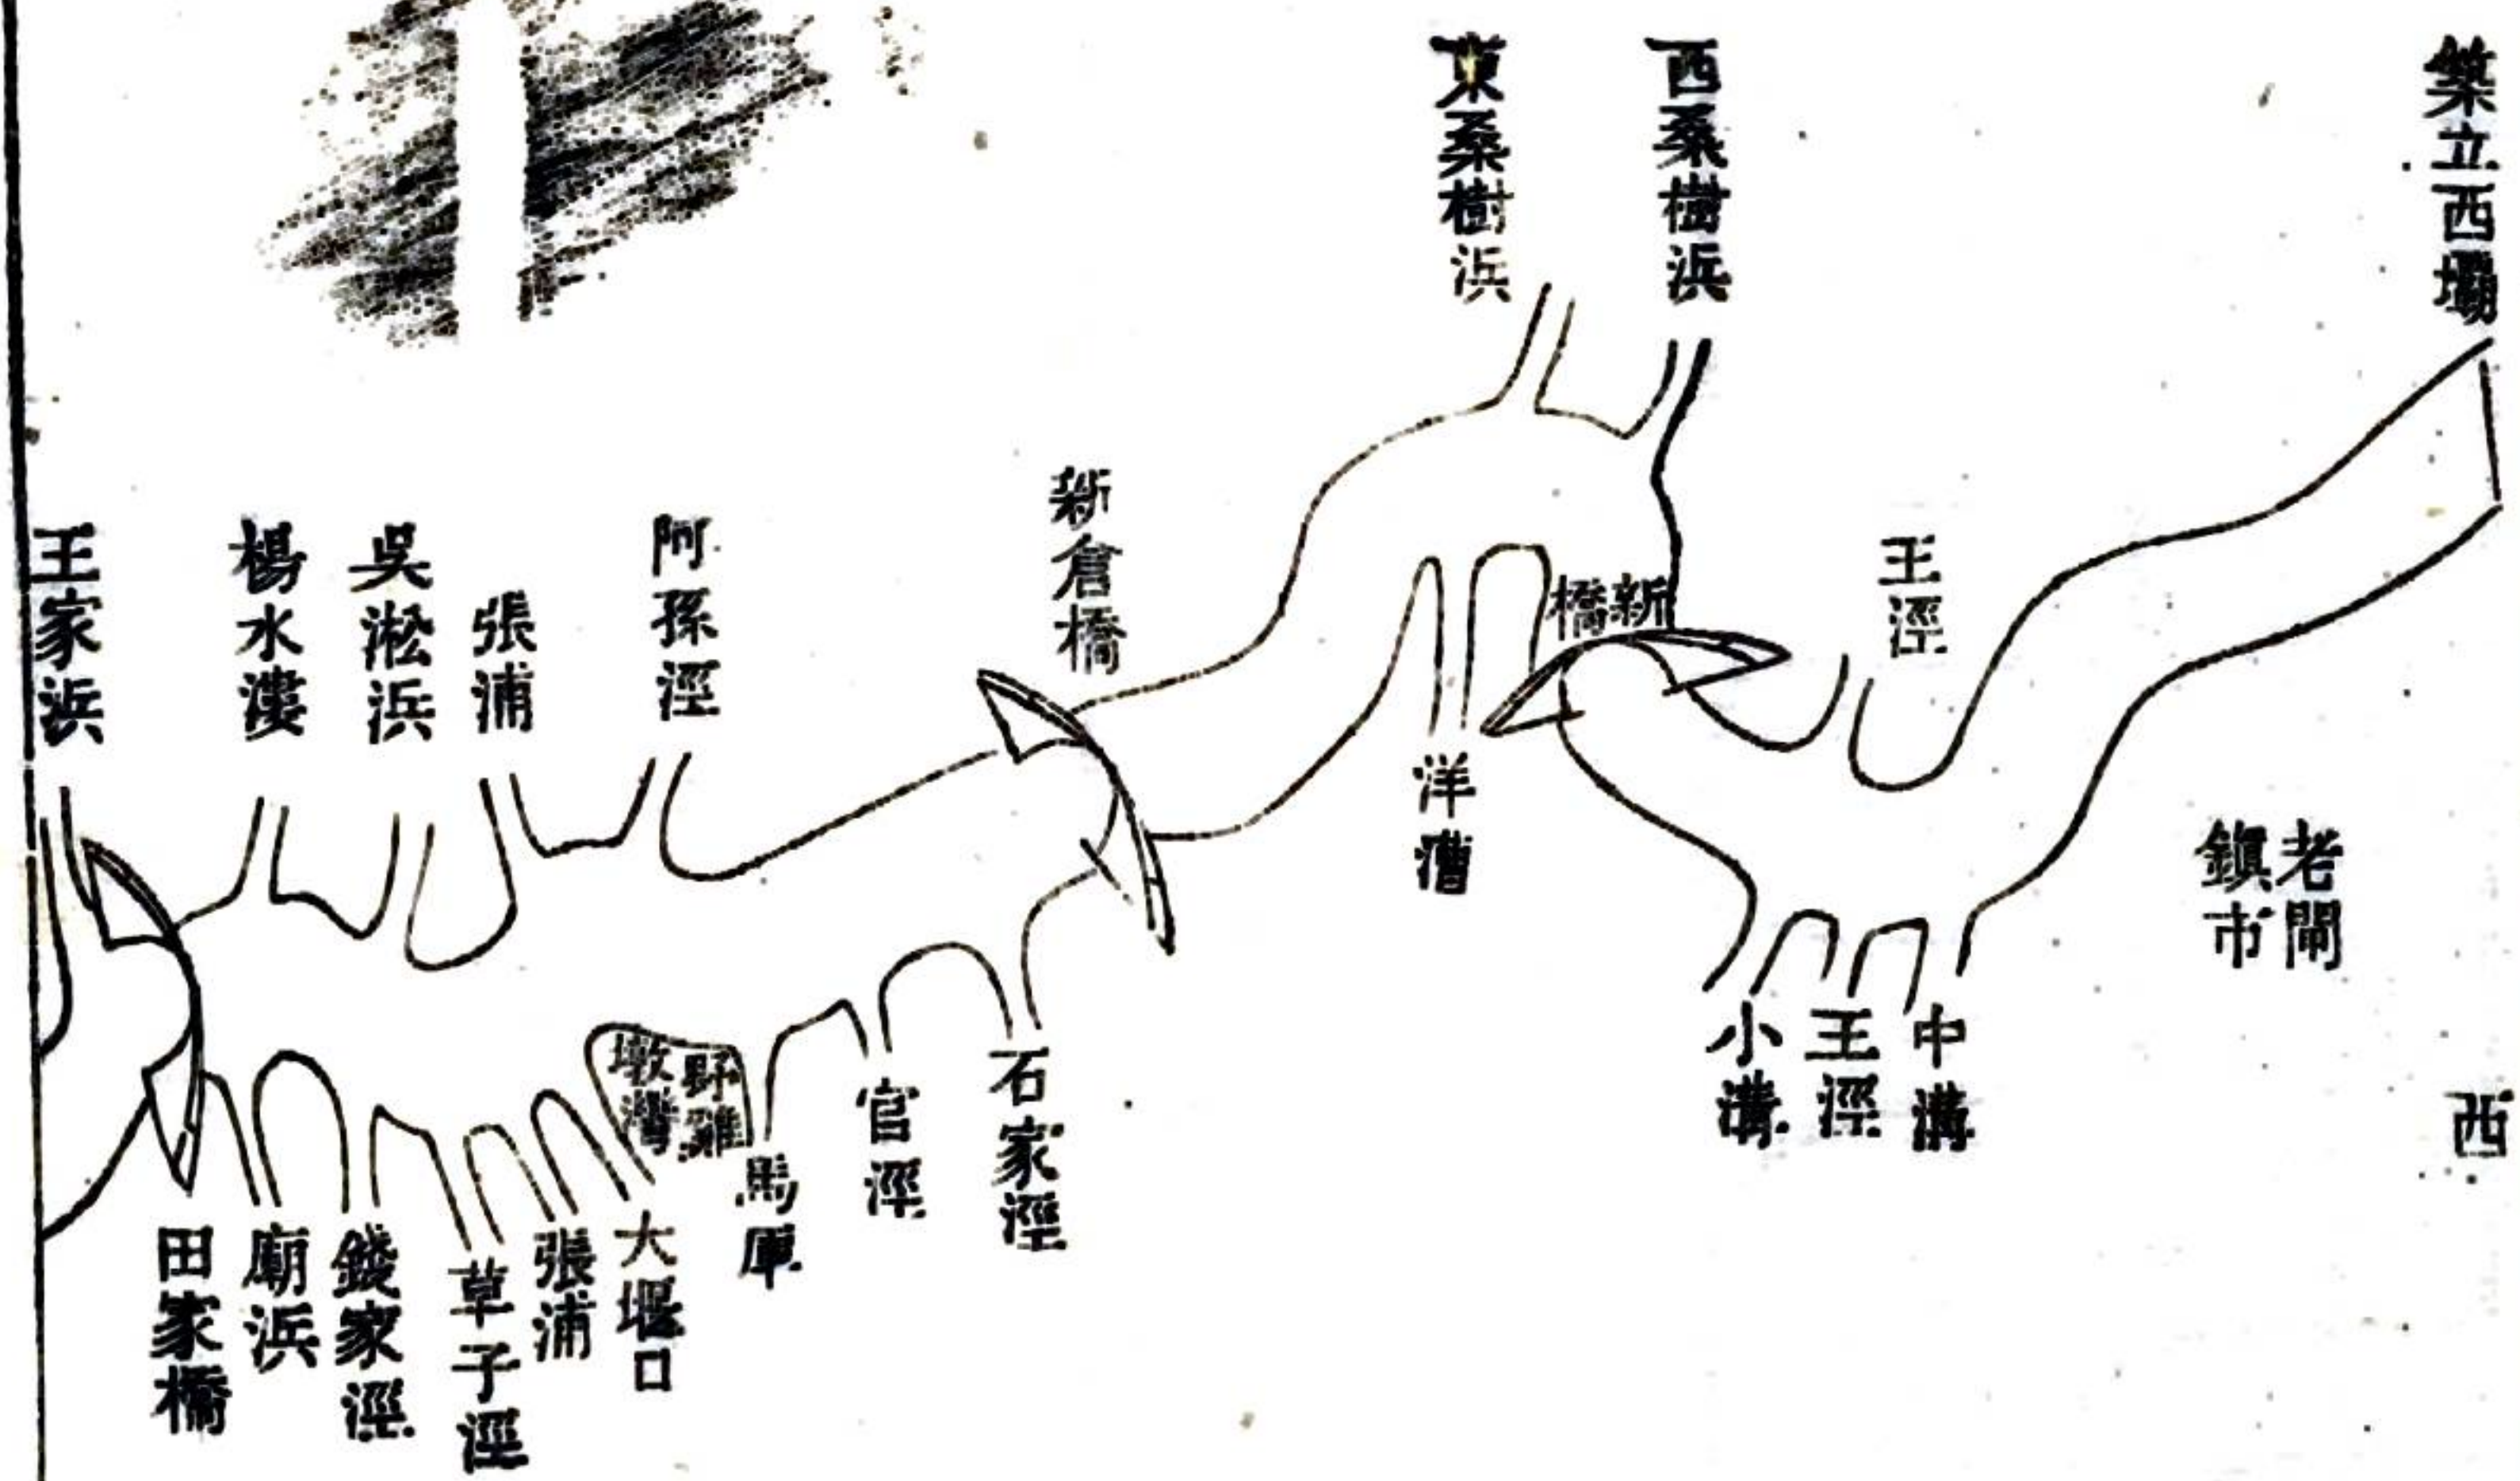 築立西壩
西
老閘
鎮市
王涇
中溝
王涇
小溝
西桑樹浜
東桑樹浜
新橋
洋漕
新倉橋
石家涇
官涇
馬厙
野雞
墩灣
阿孫涇
大堰口
張浦
張浦
吳淞浜
草子涇
楊水漊
錢家涇
廟浜
田家橋
王家浜